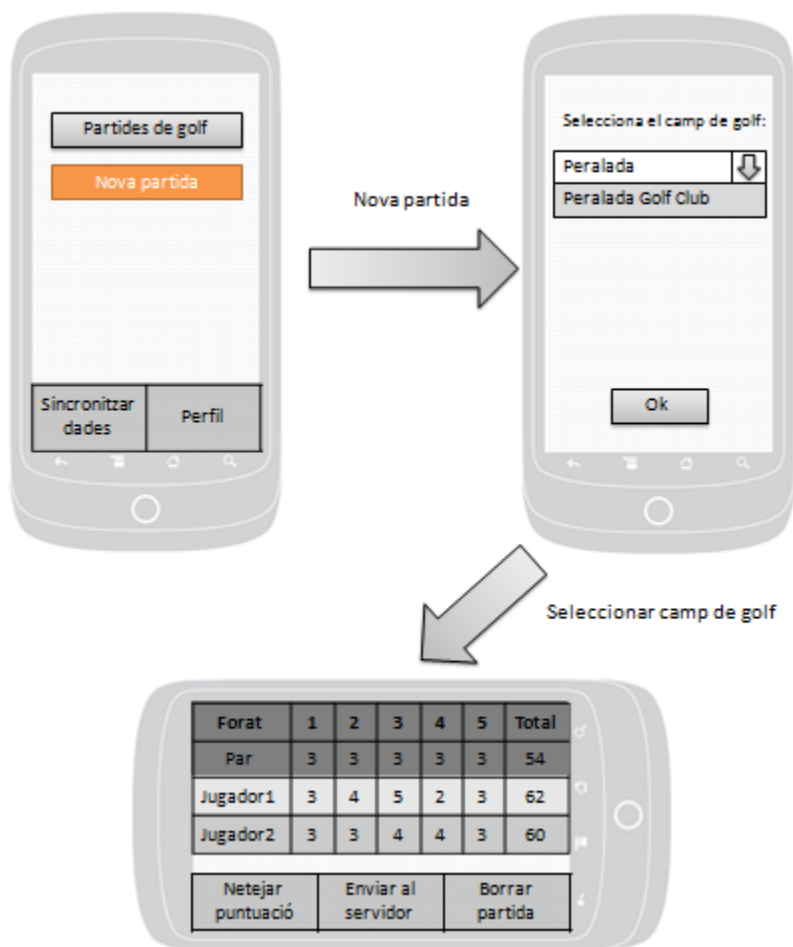 Partides de golf
Nova partida
Sincronitzar
dades
Perfil
Nova partida
Selecciona el camp de golf:
Peralada
Peralada Golf Club
Ok
Seleccionar camp de golf
Forat 1 2 3 4 5 Total
Par 3 3 3 3 3 54
Jugador1 3 4 5 2 3 62
Jugador2 3 3 4 4 3 60
Netejar
puntuació
Enviar al
servidor
Borrar
partida